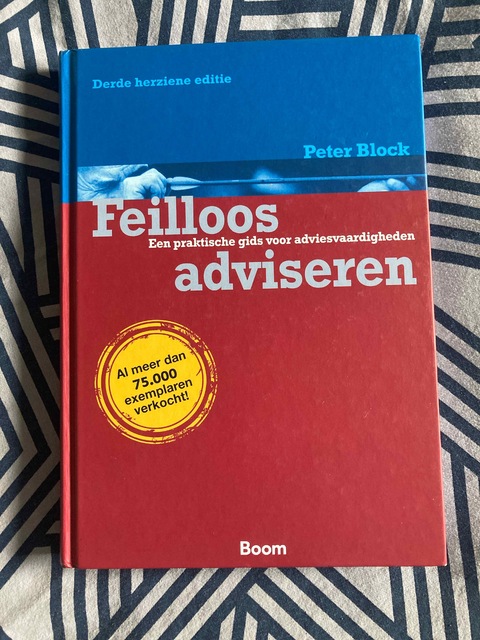 Derde herziene editie
Peter Block
Feilloos
Een praktische gids voor adviesvaardigheden
adviseren
Al meer dan
75.000
exemplaren
verkocht!
Boom